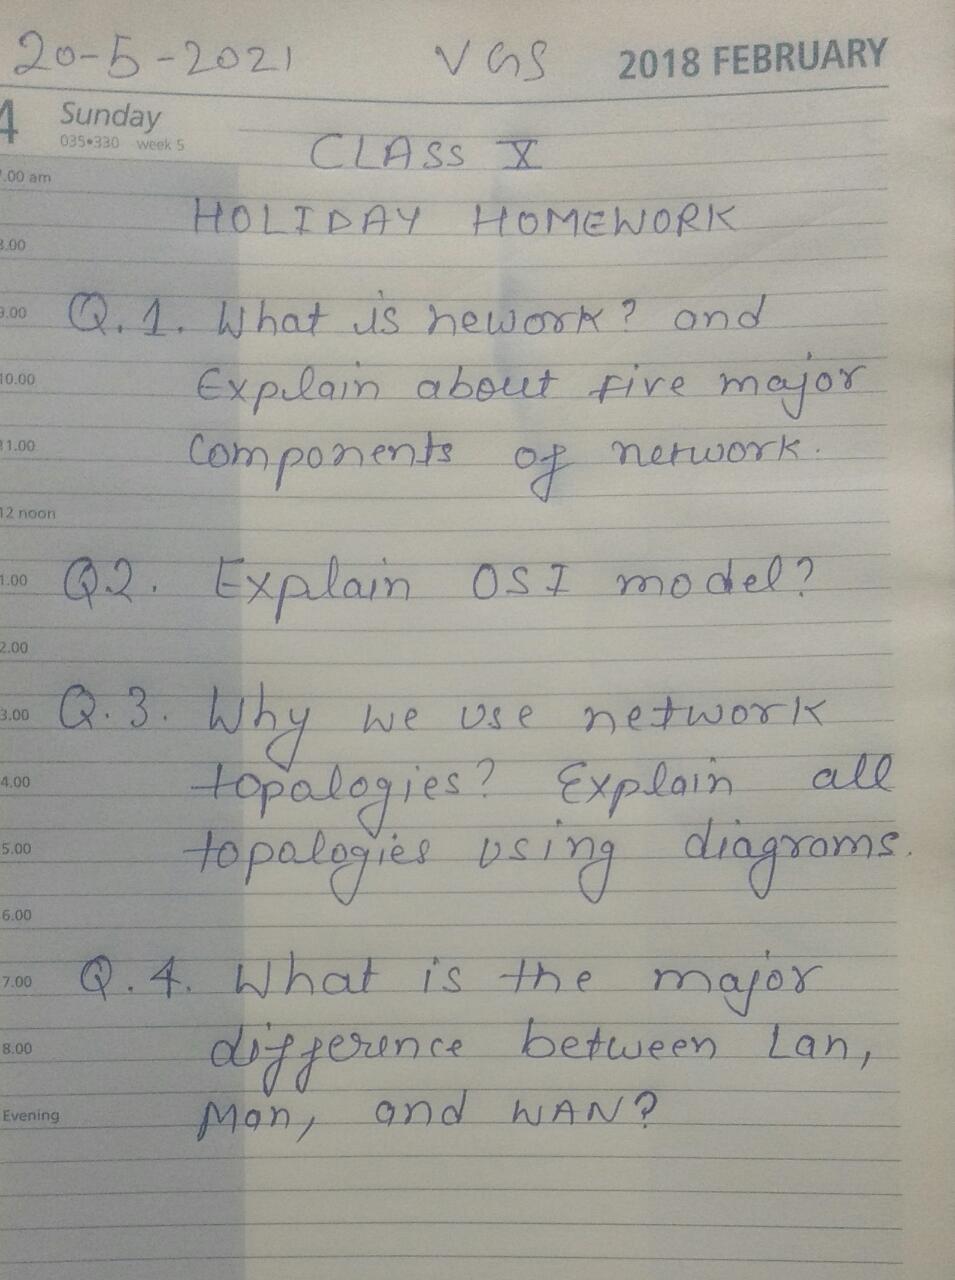 20-5-2021 VGS 2018 FEBRUARY
4 Sunday
035•330 week 5
CLASS X
.00 am
HOLIDAY HOMEWORK
8.00
9.00 Q.1. What is nework? and
10.00 Explain about five major
11.00 Components of network.
12 noon
1.00 Q2. Explain OSI model?
2.00
3.00 Q.3. Why we use network
4.00 topalogies? Explain all
5.00 topalogies using diagrams.
6.00
7.00 Q.4. What is the major
8.00 difference between Lan,
Evening Man, and WAN?